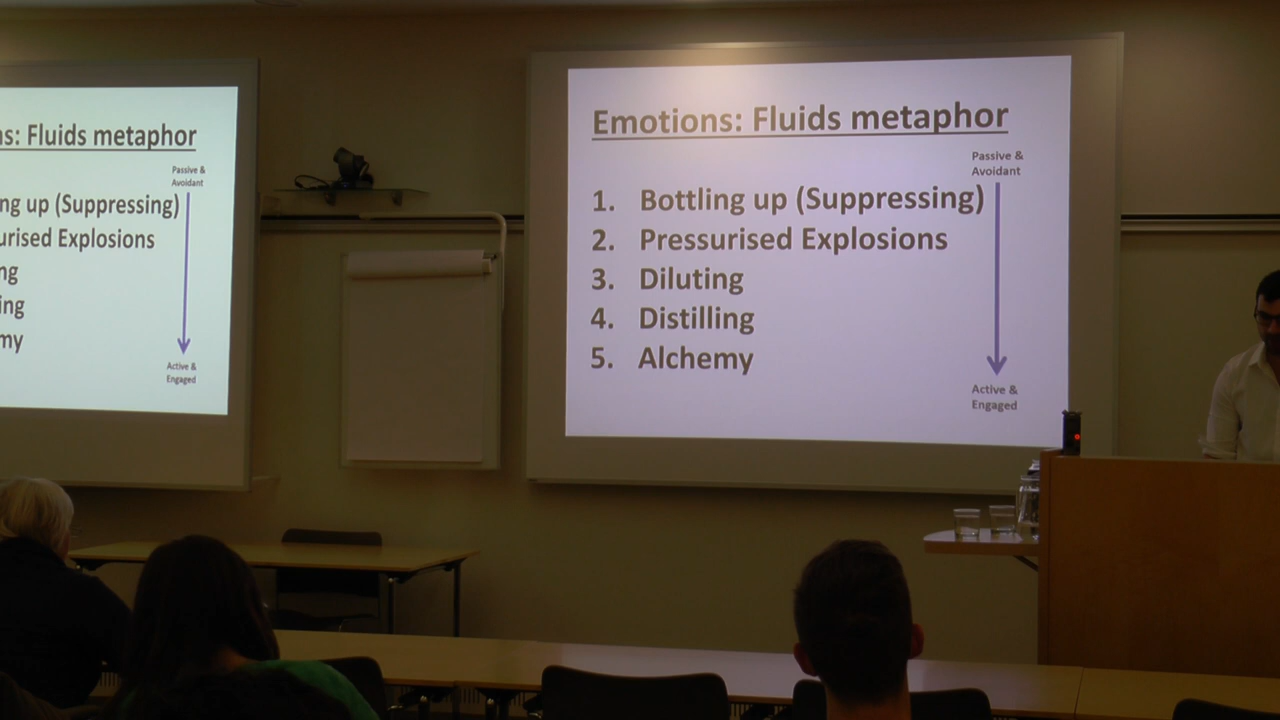 ns: Fluids metaphor
Passive &
Avoidant
ng up (Suppressing)
urised Explosions
ng
ing
my
Active &
Engaged
Emotions: Fluids metaphor
Passive &
Avoidant
1. Bottling up (Suppressing)
2. Pressurised Explosions
3. Diluting
4. Distilling
5. Alchemy
Active &
Engaged